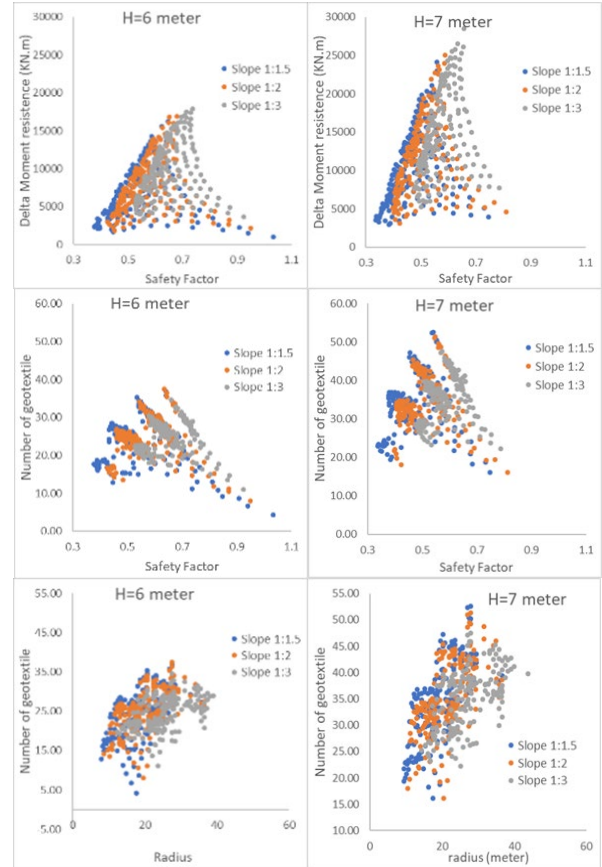 H=6 meter
Delta Moment resistence (KN.m)
30000
25000
20000
15000
10000
5000
0
0.3 0.5 0.7 0.9 1.1
Safety Factor
Slope 1:1.5
Slope 1:2
Slope 1:3
H=7 meter
Delta Moment resistence (KN.m)
30000
25000
20000
15000
10000
5000
0
0.3 0.5 0.7 0.9 1.1
Safety Factor
Slope 1:1.5
Slope 1:2
Slope 1:3
H=6 meter
Number of geotextile
60.00
50.00
40.00
30.00
20.00
10.00
0.00
0.3 0.5 0.7 0.9 1.1
Safety Factor
Slope 1:1.5
Slope 1:2
Slope 1:3
H=7 meter
Number of geotextile
60.00
50.00
40.00
30.00
20.00
10.00
0.00
0.3 0.5 0.7 0.9 1.1
Safety Factor
Slope 1:1.5
Slope 1:2
Slope 1:3
H=6 meter
Number of geotextile
55.00
45.00
35.00
25.00
15.00
5.00
-5.00
0 20 40 60
Radius
Slope 1:1.5
Slope 1:2
Slope 1:3
H=7 meter
Number of geotextile
55.00
50.00
45.00
40.00
35.00
30.00
25.00
20.00
15.00
10.00
0 20 40 60
radius (meter)
Slope 1:1.5
Slope 1:2
Slope 1:3